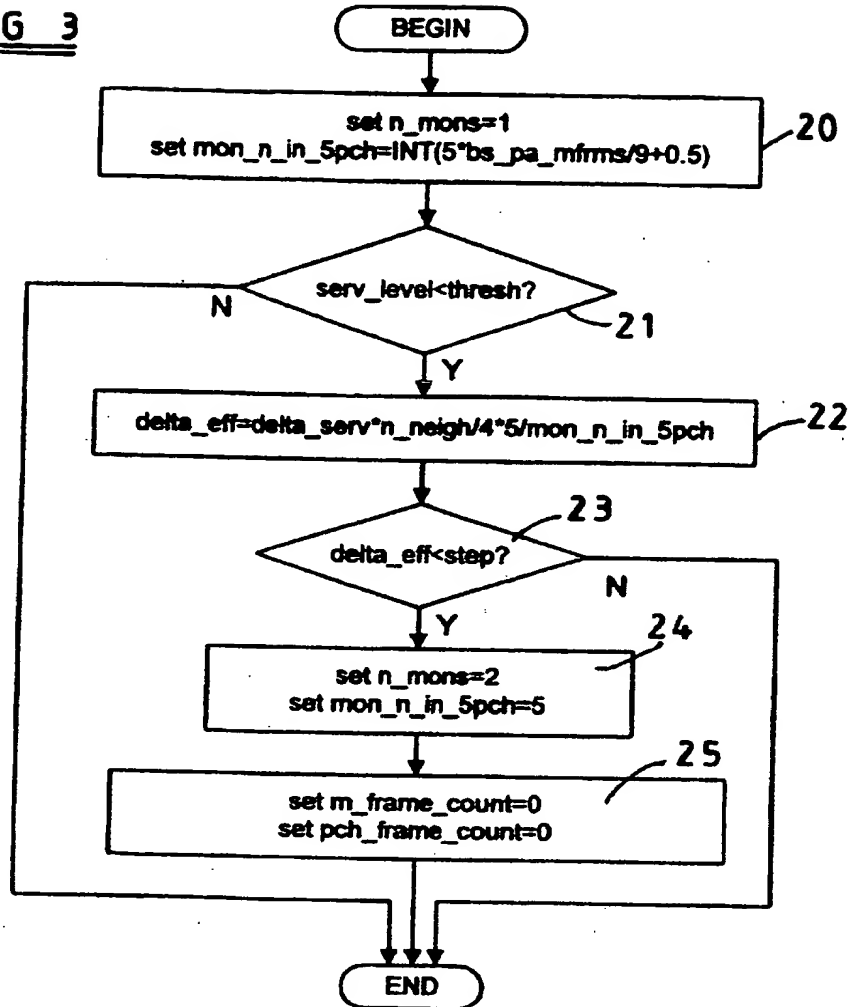 G 3
BEGIN
set n_mons=1
set mon_n_in_5pch=INT(5*bs_pa_mfrms/9+0.5)
20
serv_level<thresh?
N
21
Y
delta_eff=delta_serv*n_neigh/4*5/mon_n_in_5pch
22
23
delta_eff<step?
N
Y
24
set n_mons=2
set mon_n_in_5pch=5
25
set m_frame_count=0
set pch_frame_count=0
END